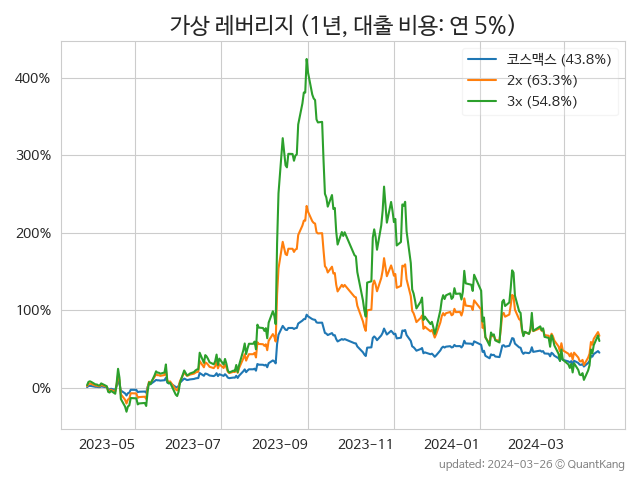 가상 레버리지 (1년, 대출 비용: 연 5%)
코스맥스 (43.8%)
2x (63.3%)
3x (54.8%)
400%
300%
200%
100%
0%
2023-05 2023-07 2023-09 2023-11 2024-01 2024-03
updated: 2024-03-26 © QuantKang